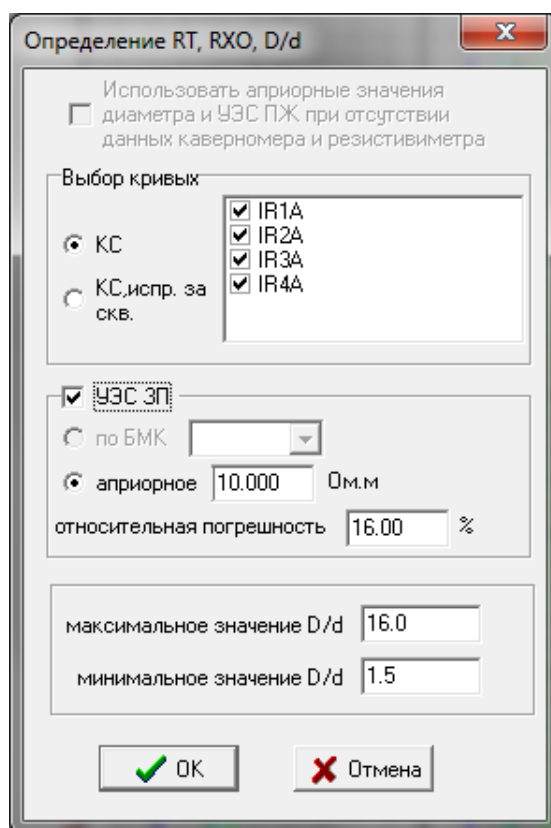 Определение RT, RXO, D/d
Использовать априорные значения
диаметра и УЭС ПЖ при отсутствии
данных каверномера и резистивиметра
Выбор кривых
КС
КС,испр. за
скв.
IR1A
IR2A
IR3A
IR4A
УЭС ЗП
по БМК
априорное 10.000 Ом.м
относительная погрешность 16.00 %
максимальное значение D/d 16.0
минимальное значение D/d 1.5
OK Отмена